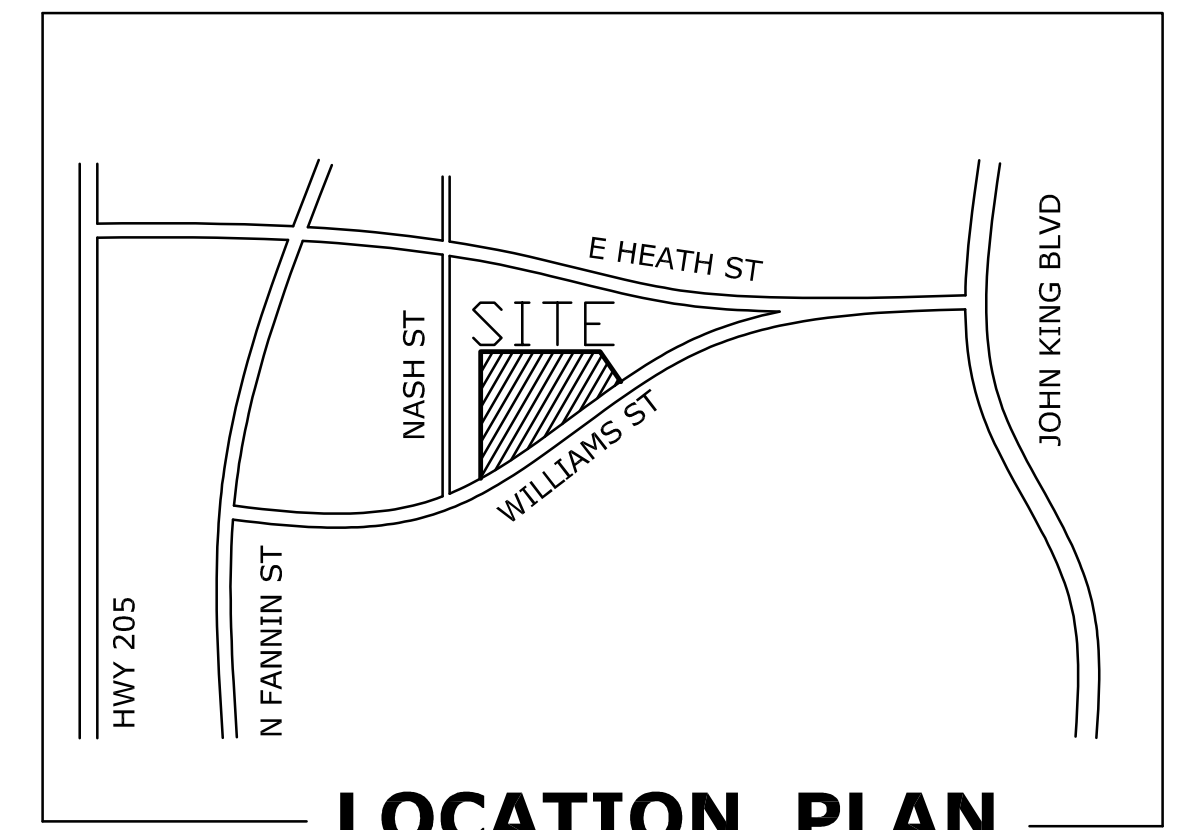 E HEATH ST
JOHN KING BLVD
SITE
NASH ST
WILLIAMS ST
N FANNIN ST
HWY 205
LOCATION PLAN